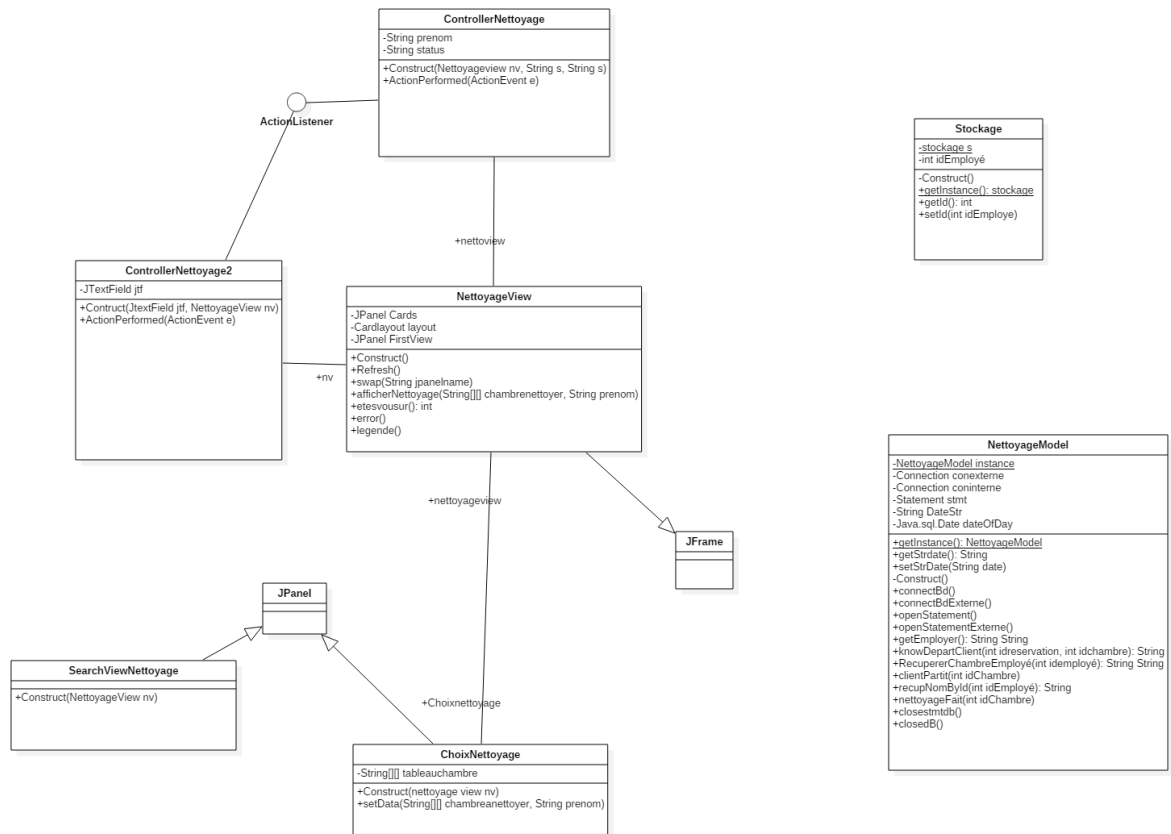 ControllerNettoyage
-String prenom
-String status
+Construct(Nettoyageview nv, String s, String s)
+ActionPerformed(ActionEvent e)
ActionListener
Stockage
-stockage s
-int idEmployé
-Construct()
+getInstance(): stockage
+getId(): int
+setId(int idEmploye)
+nettoview
ControllerNettoyage2
-JTextField jtf
+Contruct(JtextField jtf, NettoyageView nv)
+ActionPerformed(ActionEvent e)
+nv
NettoyageView
-JPanel Cards
-Cardlayout layout
-JPanel FirstView
+Construct()
+Refresh()
+swap(String jpanelname)
+afficherNettoyage(String[][] chambrenettoyer, String prenom)
+etesvousur(): int
+error()
+legende()
+nettoyageview
JFrame
NettoyageModel
-NettoyageModel instance
-Connection conexterne
-Connection coninterne
-Statement stmt
-String DateStr
-Java.sql.Date dateOfDay
+getInstance(): NettoyageModel
+getStrdate(): String
+setStrDate(String date)
-Construct()
+connectBd()
+connectBdExterne()
+openStatement()
+openStatementExterne()
+getEmployer(): String String
+knowDepartClient(int idreservation, int idchambre): String
+RecupererChambreEmployé(int idemployé): String String
+clientPartit(int idChambre)
+recupNomById(int idEmployé): String
+nettoyageFait(int idChambre)
+closestmtdb()
+closedB()
JPanel
SearchViewNettoyage
+Construct(NettoyageView nv)
+Choixnettoyage
ChoixNettoyage
-String[][] tableauchambre
+Construct(nettoyage view nv)
+setData(String[][] chambreanettoyer, String prenom)